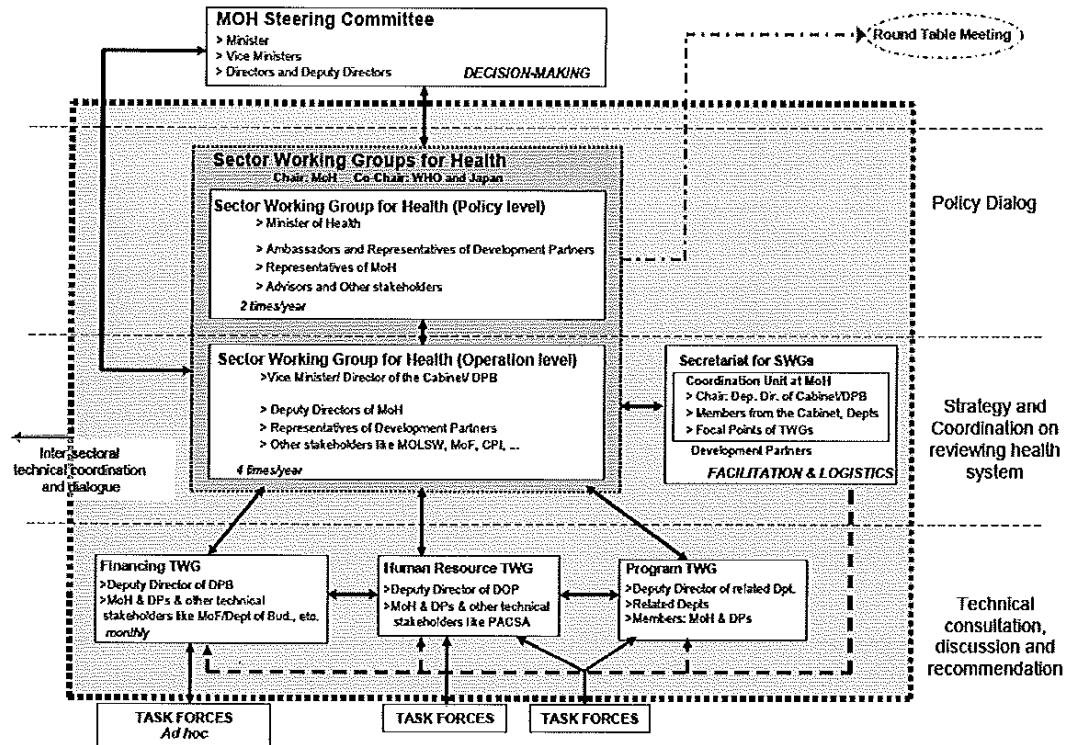 MOH Steering Committee
> Minister
> Vice Ministers
> Directors and Deputy Directors
DECISION-MAKING
Round Table Meeting
Sector Working Groups for Health
Chair: MoH Co-Chair: WHO and Japan
Sector Working Group for Health (Policy level)
> Minister of Health
> Ambassadors and Representatives of Development Partners
> Representatives of MoH
> Advisors and Other stakeholders
2 times/year
Policy Dialog
Sector Working Group for Health (Operation level)
>Vice Minister/ Director of the Cabinet/ DPB
> Deputy Directors of MoH
> Representatives of Development Partners
> Other stakeholders like MOLSW, MoF, CPI, ...
4 times/year
Secretariat for SWGs
Coordination Unit at MoH
> Chair: Dep. Dir. of Cabinet/DPB
> Members from the Cabinet, Depts
> Focal Points of TWGs
Development Partners
FACILITATION & LOGISTICS
Strategy and
Coordination on
reviewing health
system
Inter-sectoral
technical coordination
and dialogue
Financing TWG
>Deputy Director of DPB
>MoH & DPs & other technical
stakeholders like MoF/Dept of Bud., etc.
monthly
Human Resource TWG
>Deputy Director of DOP
>MoH & DPs & other technical
stakeholders like PACSA
Program TWG
>Deputy Director of related Dpt.
>Related Depts
>Members: MoH & DPs
Technical
consultation,
discussion and
recommendation
TASK FORCES
Ad hoc
TASK FORCES
TASK FORCES